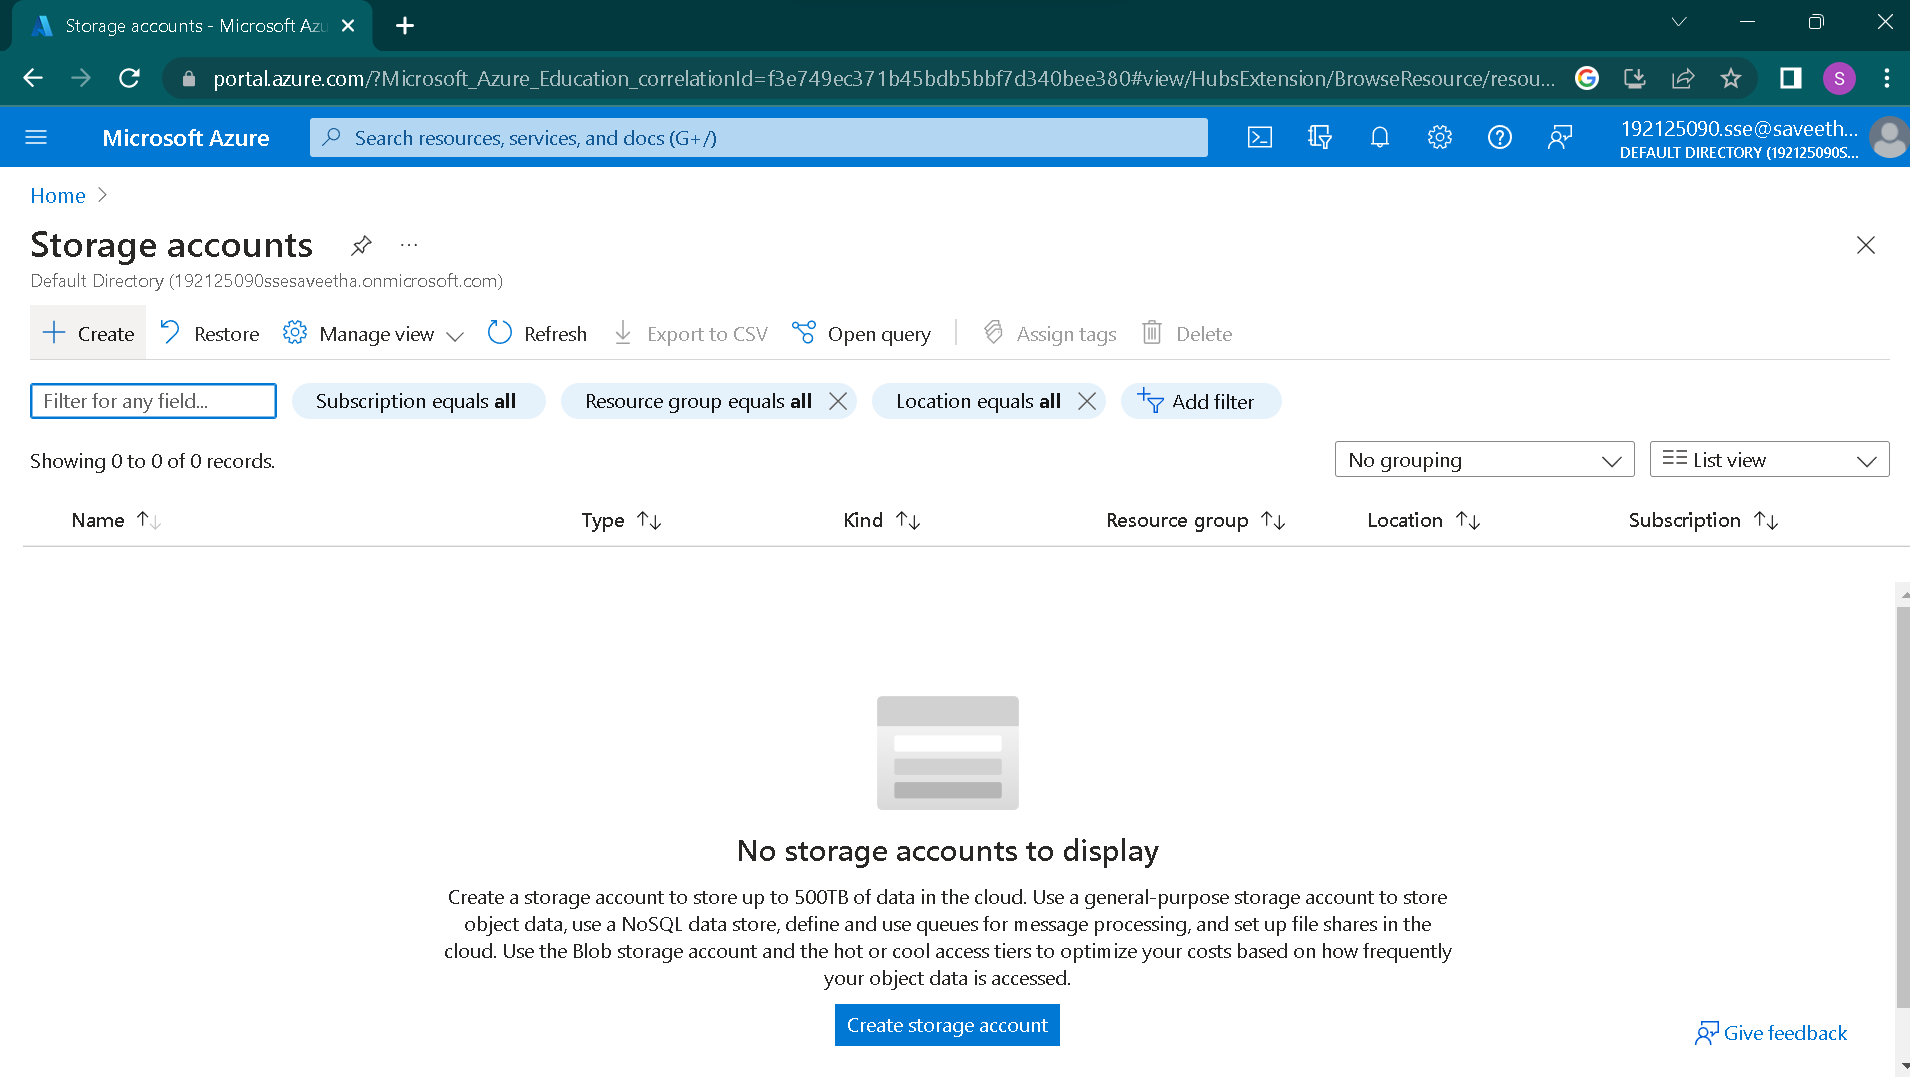 Storage accounts - Microsoft Azu
portal.azure.com/?Microsoft_Azure_Education_correlationId=f3e749ec371b45bdb5bbf7d340bee380#view/HubsExtension/BrowseResource/resou...
S
Microsoft Azure
Search resources, services, and docs (G+/)
192125090.sse@saveeth...
DEFAULT DIRECTORY (192125090S...
Home
Storage accounts
Default Directory (192125090ssesaveetha.onmicrosoft.com)
Create Restore Manage view Refresh Export to CSV Open query Assign tags Delete
Filter for any field... Subscription equals all Resource group equals all Location equals all Add filter
Showing 0 to 0 of 0 records. No grouping List view
Name Type Kind Resource group Location Subscription
No storage accounts to display
Create a storage account to store up to 500TB of data in the cloud. Use a general-purpose storage account to store
object data, use a NoSQL data store, define and use queues for message processing, and set up file shares in the
cloud. Use the Blob storage account and the hot or cool access tiers to optimize your costs based on how frequently
your object data is accessed.
Create storage account
Give feedback